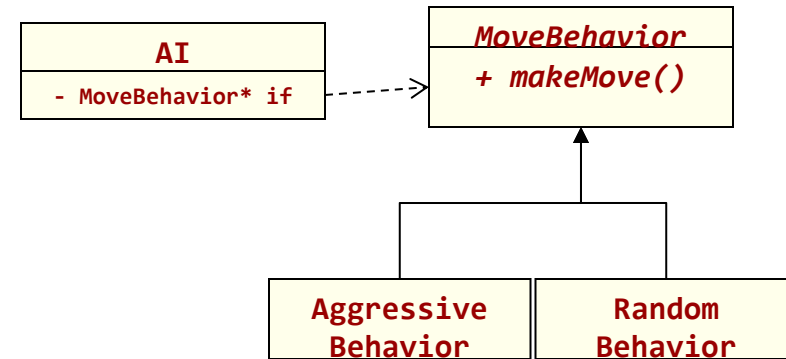 AI
- MoveBehavior* if
MoveBehavior
+ makeMove()
Aggressive
Behavior
Random
Behavior